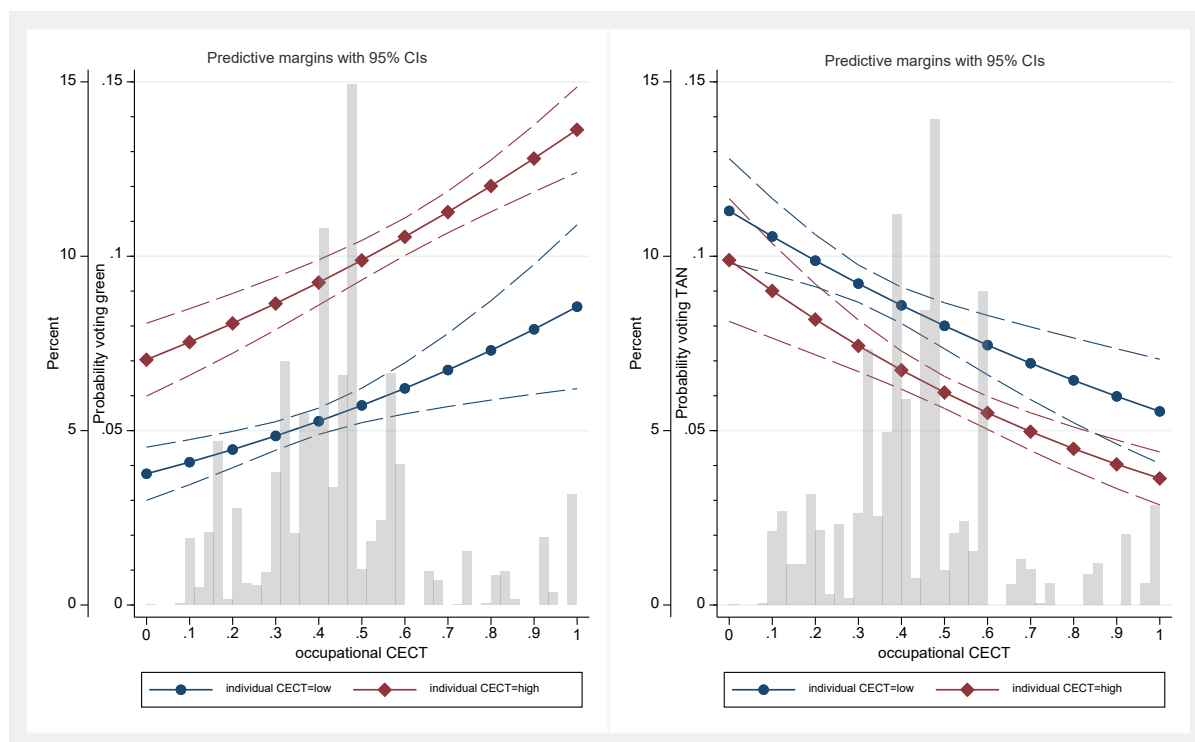 Predictive margins with 95% CIs
15
.15
10
.1
5
.05
0
0
Percent
Probability voting green
0 .1 .2 .3 .4 .5 .6 .7 .8 .9 1
occupational CECT
individual CECT=low individual CECT=high
Predictive margins with 95% CIs
15
.15
10
.1
5
.05
0
0
Percent
Probability voting TAN
0 .1 .2 .3 .4 .5 .6 .7 .8 .9 1
occupational CECT
individual CECT=low individual CECT=high